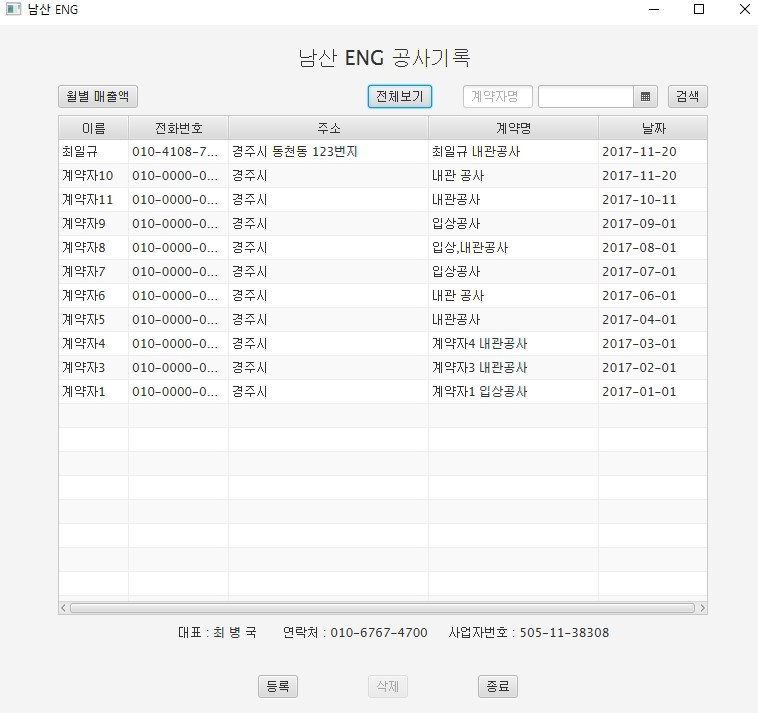 남산 ENG
남산 ENG 공사기록
월별 매출액 전체보기 계약자명 검색
이름 전화번호 주소 계약명 날짜
최일규 010-4108-7... 경주시 동천동 123번지 최일규 내관공사 2017-11-20
계약자10 010-0000-0... 경주시 내관 공사 2017-11-20
계약자11 010-0000-0... 경주시 내관공사 2017-10-11
계약자9 010-0000-0... 경주시 입상공사 2017-09-01
계약자8 010-0000-0... 경주시 입상,내관공사 2017-08-01
계약자7 010-0000-0... 경주시 입상공사 2017-07-01
계약자6 010-0000-0... 경주시 내관 공사 2017-06-01
계약자5 010-0000-0... 경주시 내관공사 2017-04-01
계약자4 010-0000-0... 경주시 계약자4 내관공사 2017-03-01
계약자3 010-0000-0... 경주시 계약자3 내관공사 2017-02-01
계약자1 010-0000-0... 경주시 계약자1 입상공사 2017-01-01
대표 : 최 병 국 연락처 : 010-6767-4700 사업자번호 : 505-11-38308
등록 삭제 종료